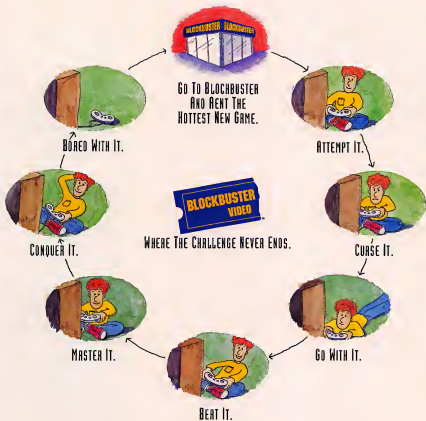 BLOCKBUSTER BLOCKBUSTER
GO TO BLOCKBUSTER
AND RENT THE
HOTTEST NEW GAME.
ATTEMPT IT.
CURSE IT.
GO WITH IT.
BEAT IT.
MASTER IT.
CONQUER IT.
BORED WITH IT.
BLOCKBUSTER
VIDEO
WHERE THE CHALLENGE NEVER ENDS.